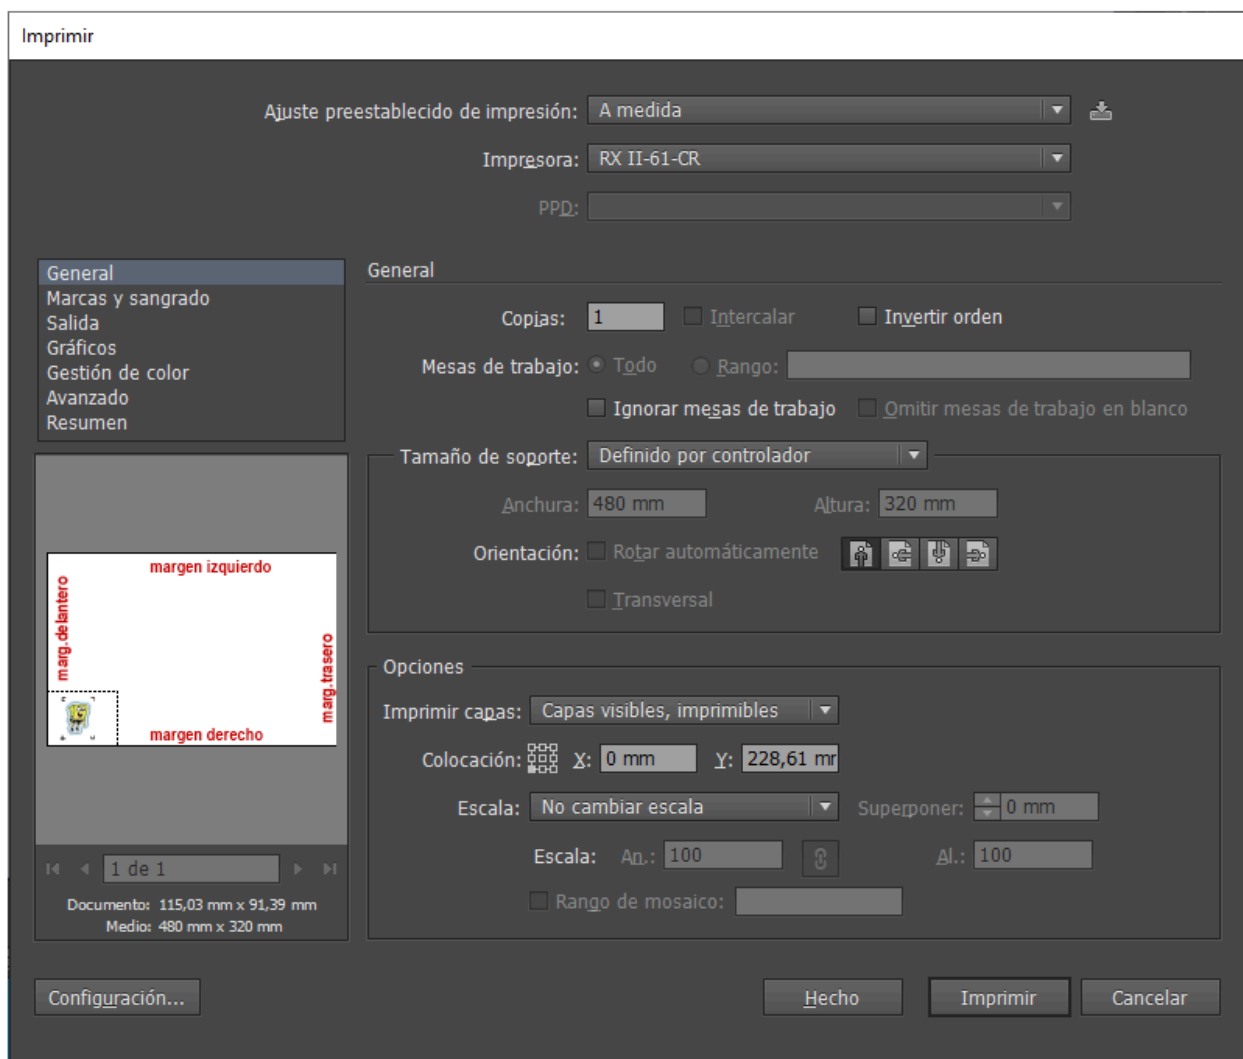 Imprimir
Ajuste preestablecido de impresión: A medida
Impresora: RX II-61-CR
PPD:
General
Marcas y sangrado
Salida
Gráficos
Gestión de color
Avanzado
Resumen
General
Copias: 1 Intercalar Invertir orden
Mesas de trabajo: Todo Rango:
Ignorar mesas de trabajo Omitir mesas de trabajo en blanco
Tamaño de soporte: Definido por controlador
Anchura: 480 mm Altura: 320 mm
Orientación: Rotar automáticamente
Transversal
margen izquierdo
marg.delantero
marg.trasero
margen derecho
1 de 1
Documento: 115,03 mm x 91,39 mm
Medio: 480 mm x 320 mm
Opciones
Imprimir capas: Capas visibles, imprimibles
Colocación: X: 0 mm Y: 228,61 mr
Escala: No cambiar escala Superponer: 0 mm
Escala: An.: 100 Al.: 100
Rango de mosaico:
Configuración... Hecho Imprimir Cancelar